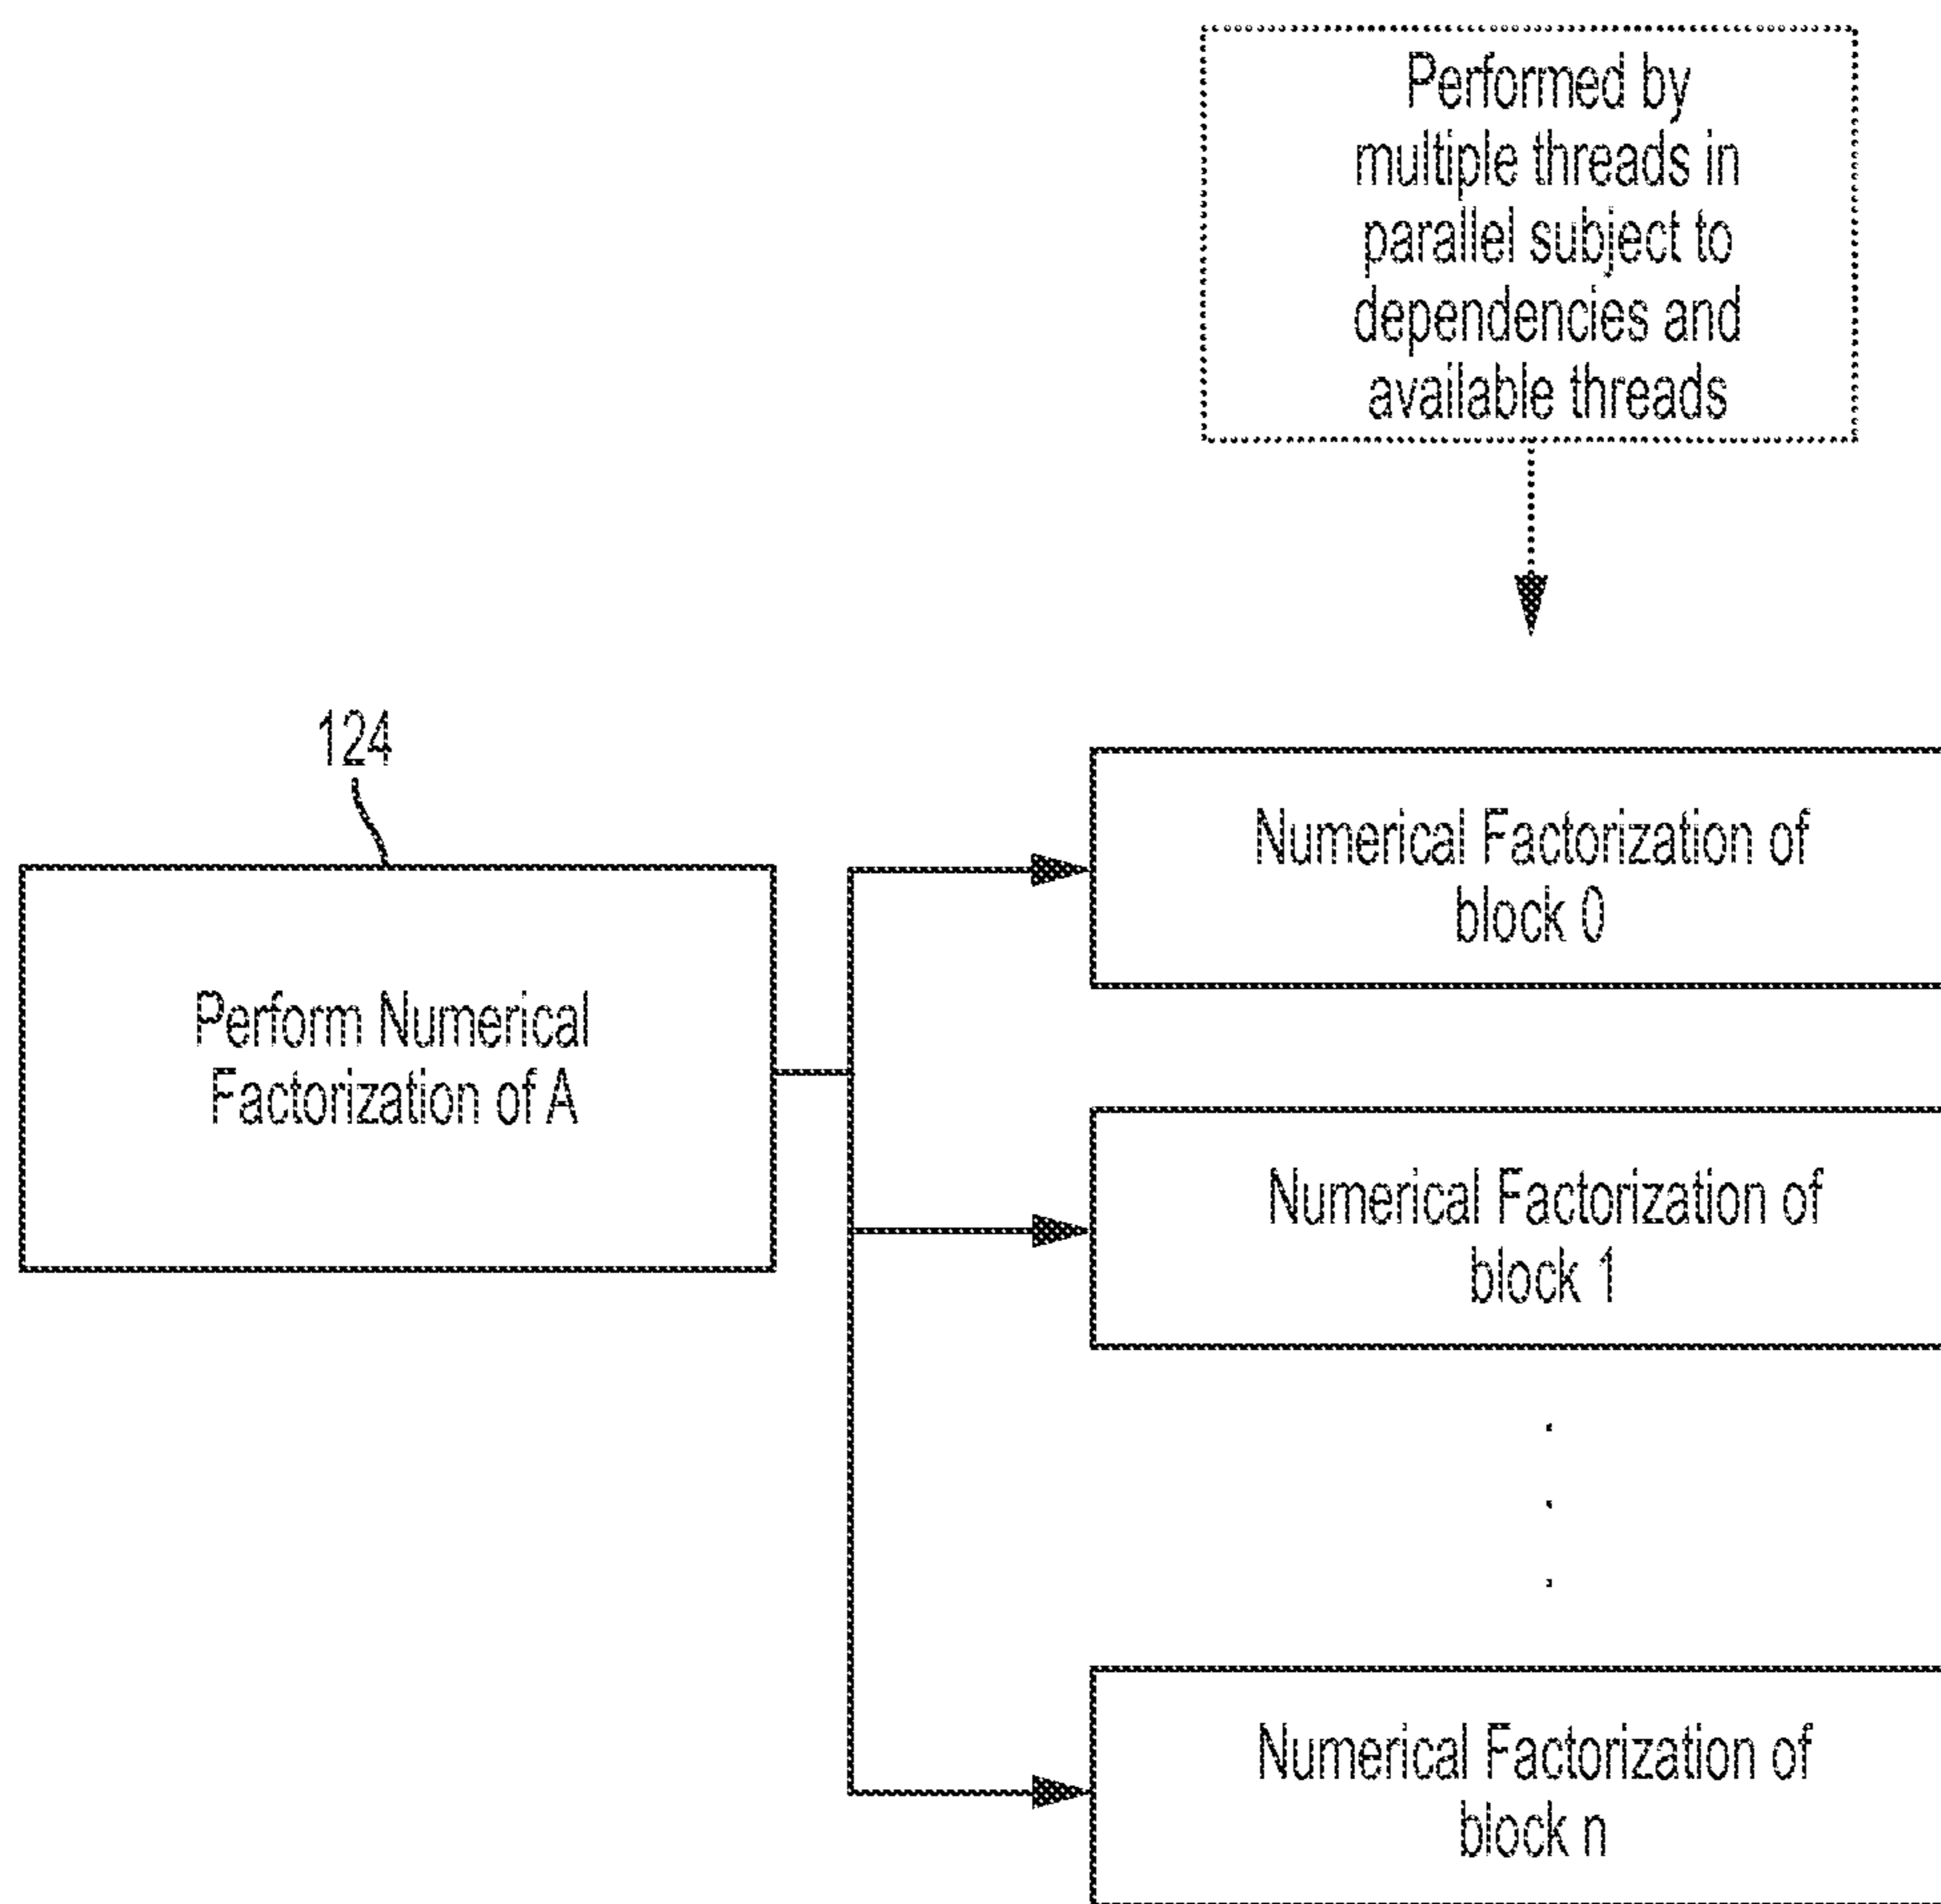 Performed by
multiple threads in
parallel subject to
dependencies and
available threads
124
Numerical Factorization of
block 0
Perform Numerical
Factorization of A
Numerical Factorization of
block 1
Numerical Factorization of
block n